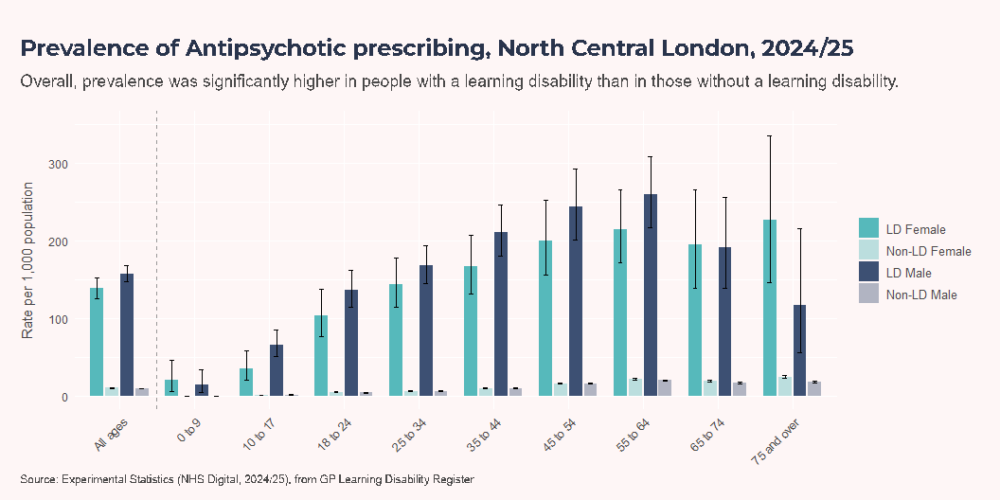 Prevalence of Antipsychotic prescribing, North Central London, 2024/25
Overall, prevalence was significantly higher in people with a learning disability than in those without a learning disability.
Rate per 1,000 population
300
200
100
0
All ages
0 to 9
10 to 17
18 to 24
25 to 34
35 to 44
45 to 54
55 to 64
65 to 74
75 and over
LD Female
Non-LD Female
LD Male
Non-LD Male
Source: Experimental Statistics (NHS Digital, 2024/25), from GP Learning Disability Register